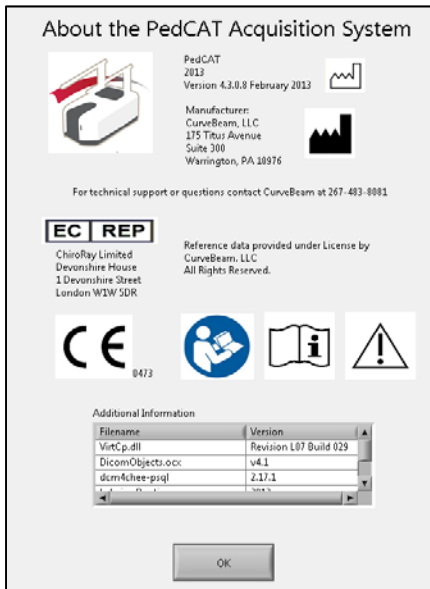 About the PedCAT Acquisition System
PedCAT
2013
Version 4.3.0.8 February 2013
Manufacturer:
CurveBeam, LLC
175 Titus Avenue
Suite 300
Warrington, PA 18976
For technical support or questions contact CurveBeam at 267-483-8081
EC REP
ChiroRay Limited
Devonshire House
1 Devonshire Street
London W1W 5DR
Reference data provided under License by
CurveBeam. LLC
All Rights Reserved.
CE
0473
i
!
Additional Information
Filename Version
VirtCp.dll Revision L07 Build 029
DicomObjects.ocx v4.1
dcm4chee-psql 2.17.1
OK